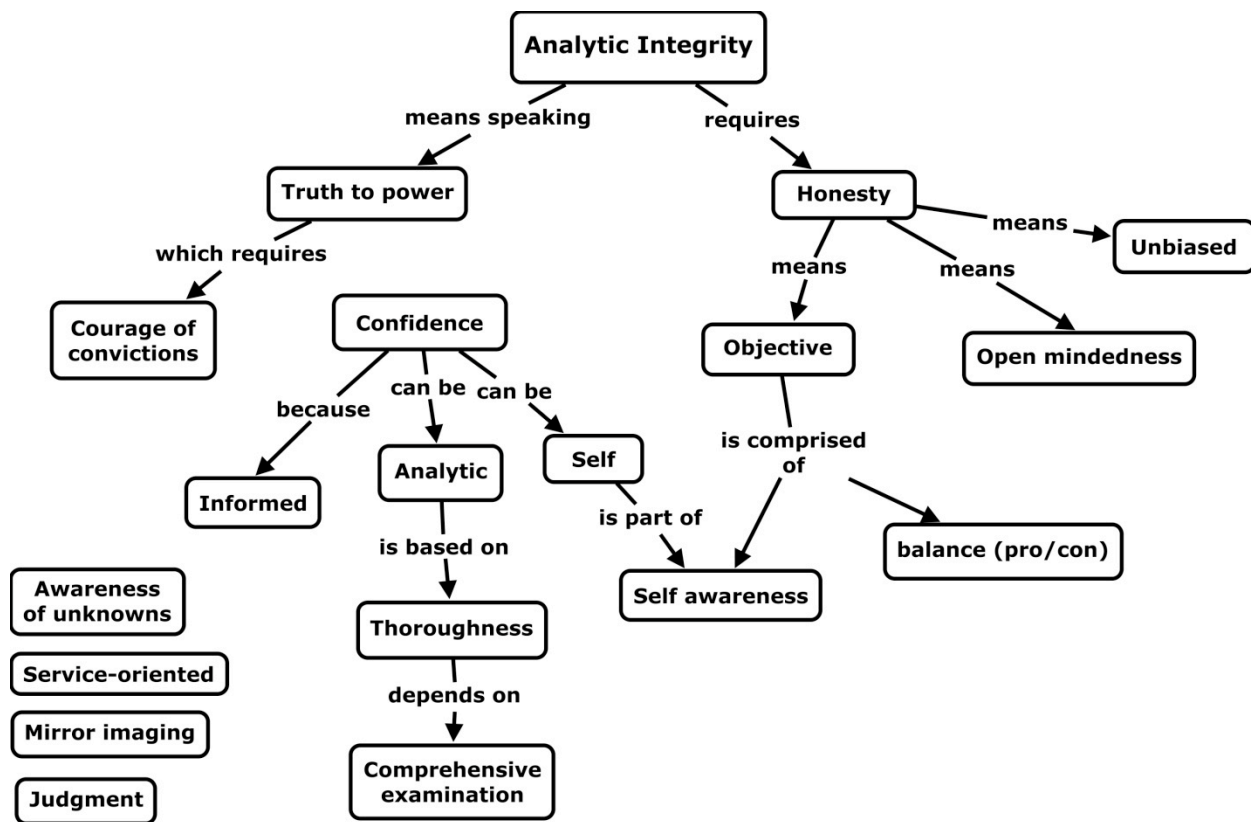 Analytic Integrity
means speaking
requires
Truth to power
Honesty
which requires
means
Unbiased
means
means
Courage of
convictions
Confidence
Objective
Open mindedness
because
can be
can be
is comprised
of
Self
Analytic
Informed
is part of
is based on
balance (pro/con)
Self awareness
Awareness
of unknowns
Thoroughness
Service-oriented
depends on
Mirror imaging
Comprehensive
examination
Judgment